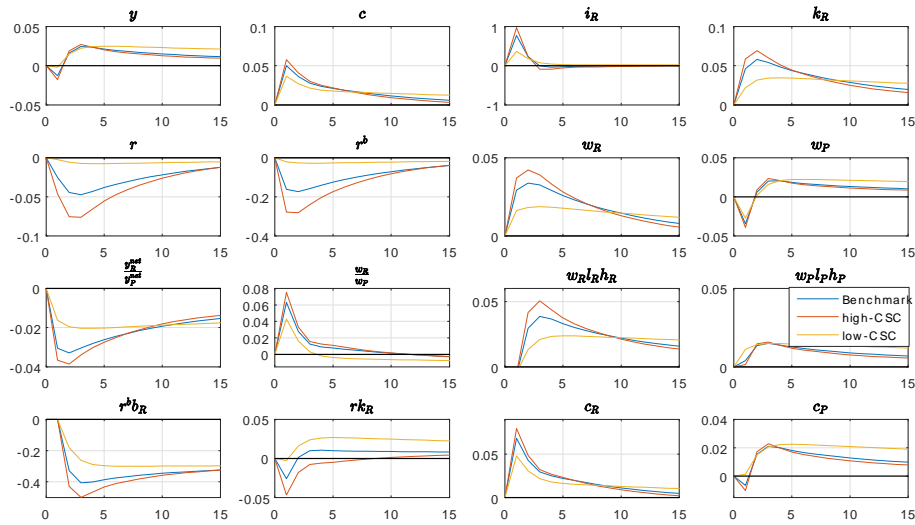 y c i_R k_R
0.05 0.1 1 0.1
0 0.05 0 0.05
-0.05 0 -1 0
0 5 10 15 0 5 10 15 0 5 10 15 0 5 10 15
r r^b w_R w_P
0 0 0.05 0.05
-0.05 -0.2 0
-0.1 -0.4 0 -0.05
0 5 10 15 0 5 10 15 0 5 10 15 0 5 10 15
y_R^net / y_P^net w_R / w_P w_R l_R h_R w_P l_P h_P
0 0.08 0.05 0.05
-0.02 0.06
0.04
0.02
-0.04 0 0 0
0 5 10 15 0 5 10 15 0 5 10 15 0 5 10 15
Benchmark
high-CSC
low-CSC
r^b b_R rk_R c_R c_P
0 0.05 0.04
-0.2 0 0.05 0.02
-0.4 -0.05 0 0
-0.02
0 5 10 15 0 5 10 15 0 5 10 15 0 5 10 15